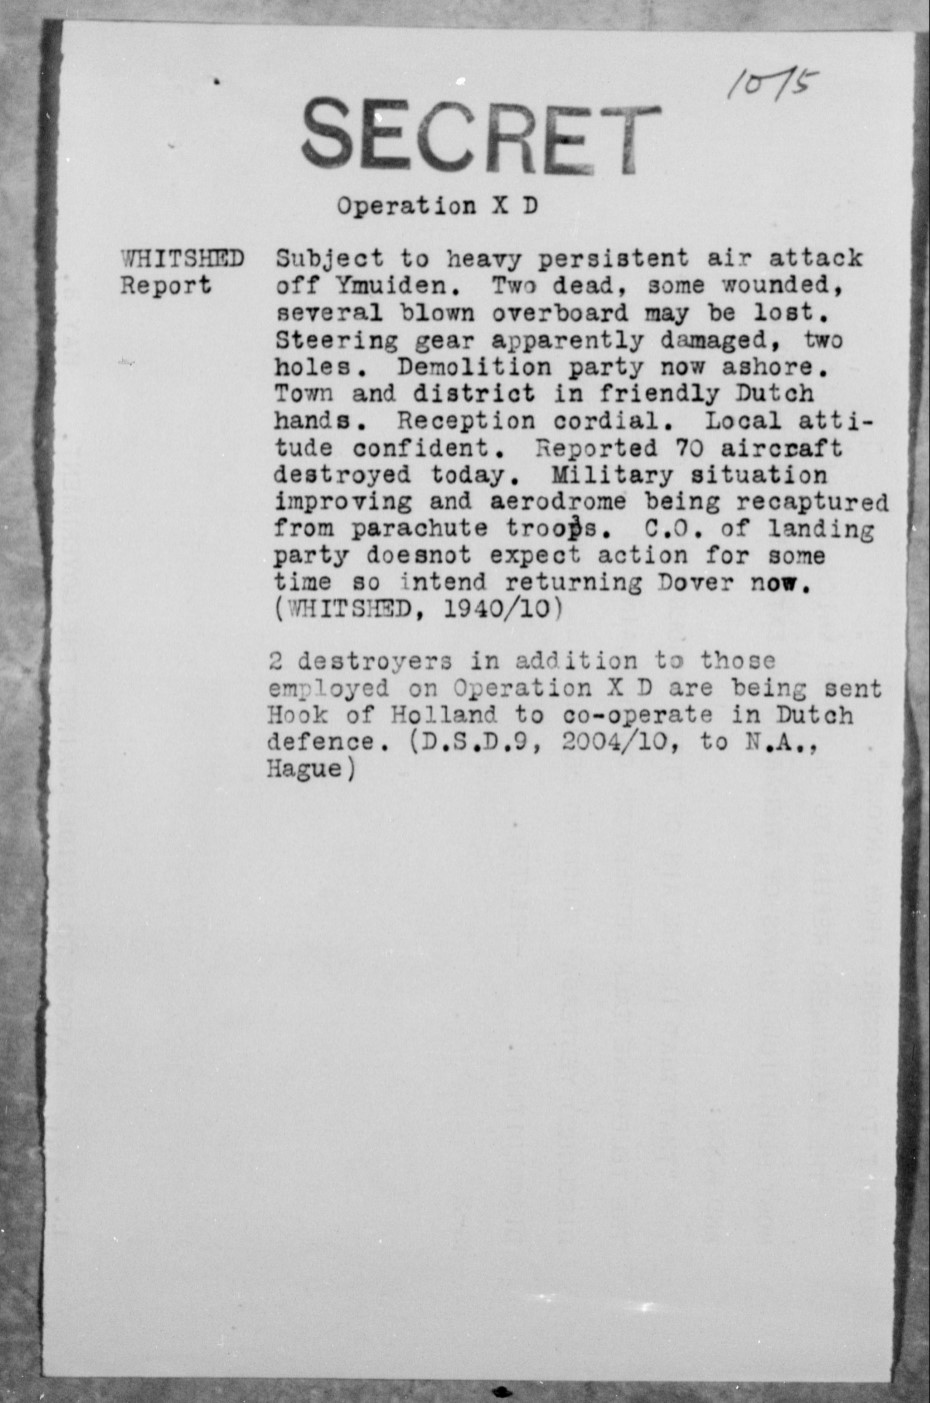 10/5
SECRET
Operation X D
WHITSHED Subject to heavy persistent air attack
Report off Ymuiden. Two dead, some wounded,
several blown overboard may be lost.
Steering gear apparently damaged, two
holes. Demolition party now ashore.
Town and district in friendly Dutch
hands. Reception cordial. Local atti-
tude confident. Reported 70 aircraft
destroyed today. Military situation
improving and aerodrome being recaptured
from parachute troops. C.O. of landing
party doesnot expect action for some
time so intend returning Dover now.
(WHITSHED, 1940/10)
2 destroyers in addition to those
employed on Operation X D are being sent
Hook of Holland to co-operate in Dutch
defence. (D.S.D.9, 2004/10, to N.A.,
Hague)